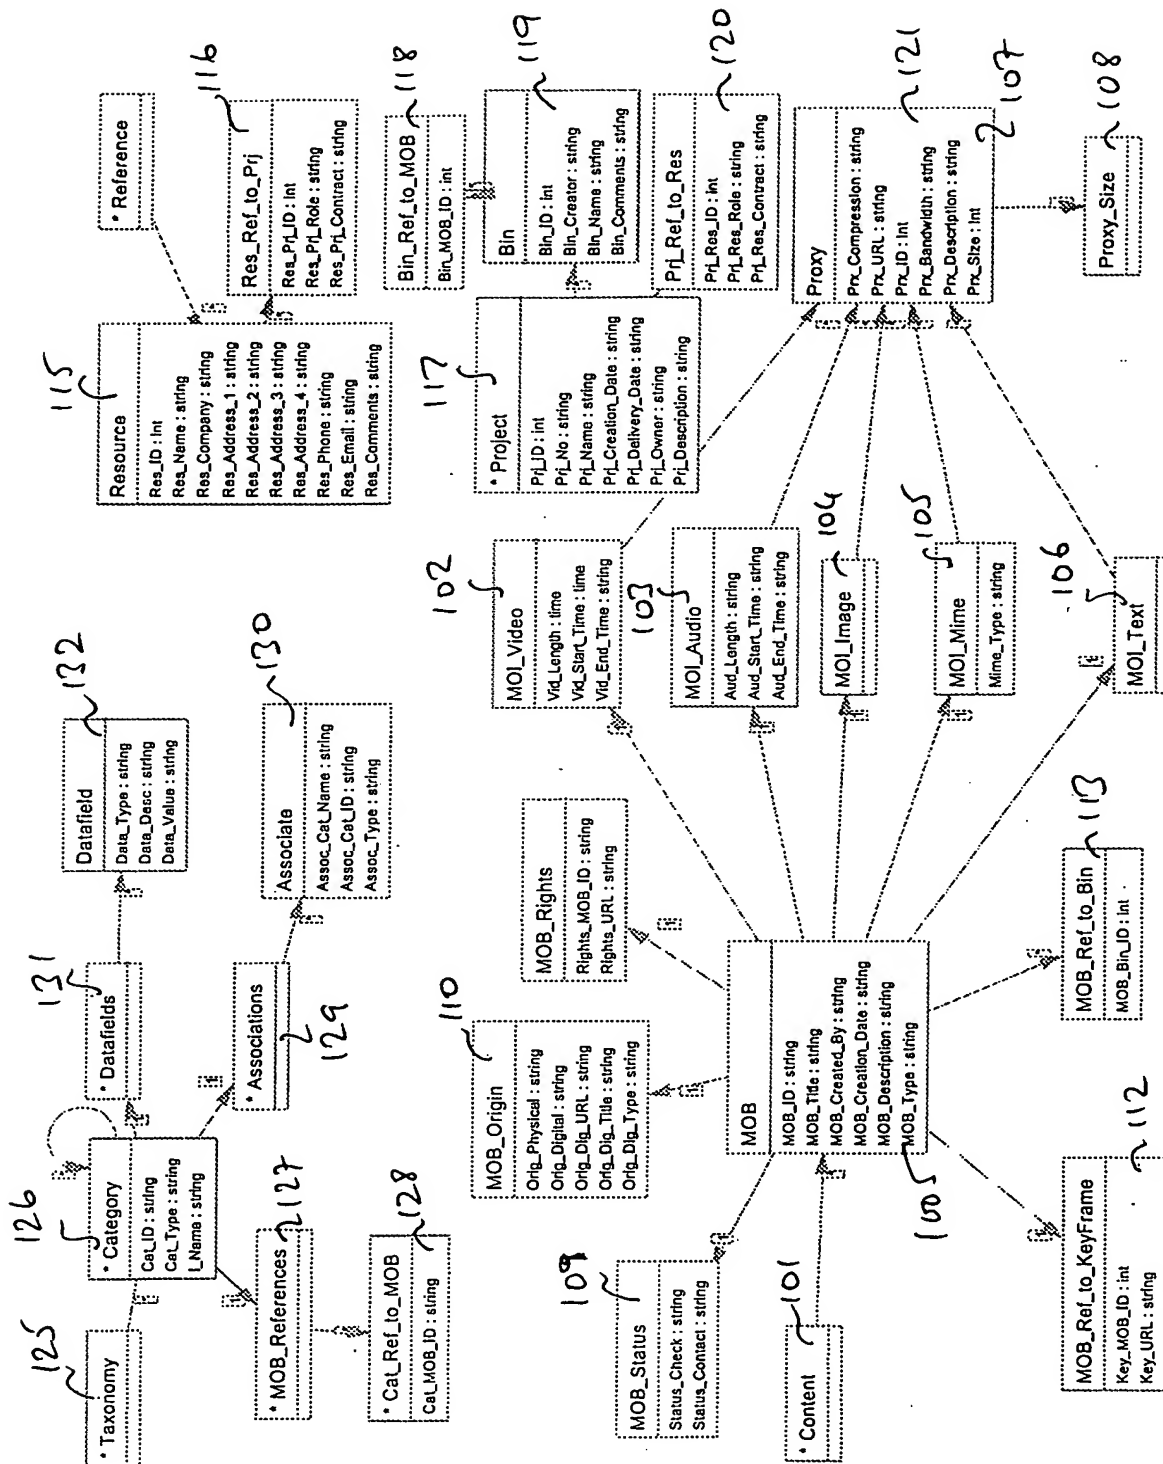 125
* Taxonomy
126
* Category
Cat_ID : string
Cat_Type : string
l_Name : string
131
* Datafields
132
Datafield
Data_Type : string
Data_Desc : string
Data_Value : string
127
* MOB_References
128
* Cat_Ref_to_MOB
Cat_MOB_ID : string
* Associations
129
130
Associate
Assoc_Cat_Name : string
Assoc_Cat_ID : string
Assoc_Type : string
115
Resource
Res_ID : Int
Res_Name : string
Res_Company : string
Res_Address_1 : string
Res_Address_2 : string
Res_Address_3 : string
Res_Address_4 : string
Res_Phone : string
Res_Email : string
Res_Comments : string
* Reference
116
Res_Ref_to_Prj
Res_Prj_ID : Int
Res_Prj_Role : string
Res_Prj_Contract : string
118
Bin_Ref_to_MOB
Bin_MOB_ID : int
117
* Project
Prj_ID : int
Prj_No : string
Prj_Name : string
Prj_Creation_Date : string
Prj_Delivery_Date : string
Prj_Owner : string
Prj_Description : string
119
Bin
Bin_ID : int
Bin_Creator : string
Bin_Name : string
Bin_Comments : string
120
Prj_Ref_to_Res
Prj_Res_ID : int
Prj_Res_Role : string
Prj_Res_Contract : string
109
MOB_Status
Status_Check : string
Status_Contact : string
110
MOB_Origin
Orig_Physical : string
Orig_Digital : string
Orig_Dig_URL : string
Orig_Dig_Title : string
Orig_Dig_Type : string
MOB_Rights
Rights_MOB_ID : string
Rights_URL : string
102
MOI_Video
Vid_Length : time
Vid_Start_Time : time
Vid_End_Time : string
101
* Content
MOB
MOB_ID : string
MOB_Title : string
MOB_Created_By : string
MOB_Creation_Date : string
MOB_Description : string
MOB_Type : string
1005
103
MOI_Audio
Aud_Length : string
Aud_Start_Time : string
Aud_End_Time : string
104
MOI_Image
105
MOI_Mime
Mime_Type : string
106
MOI_Text
121
107
Proxy
Prx_Compression : string
Prx_URL : string
Prx_ID : Int
Prx_Bandwidth : string
Prx_Description : string
Prx_Size : Int
108
Proxy_Size
112
MOB_Ref_to_KeyFrame
Key_MOB_ID : int
Key_URL : string
113
MOB_Ref_to_Bin
MOB_Bin_ID : Int